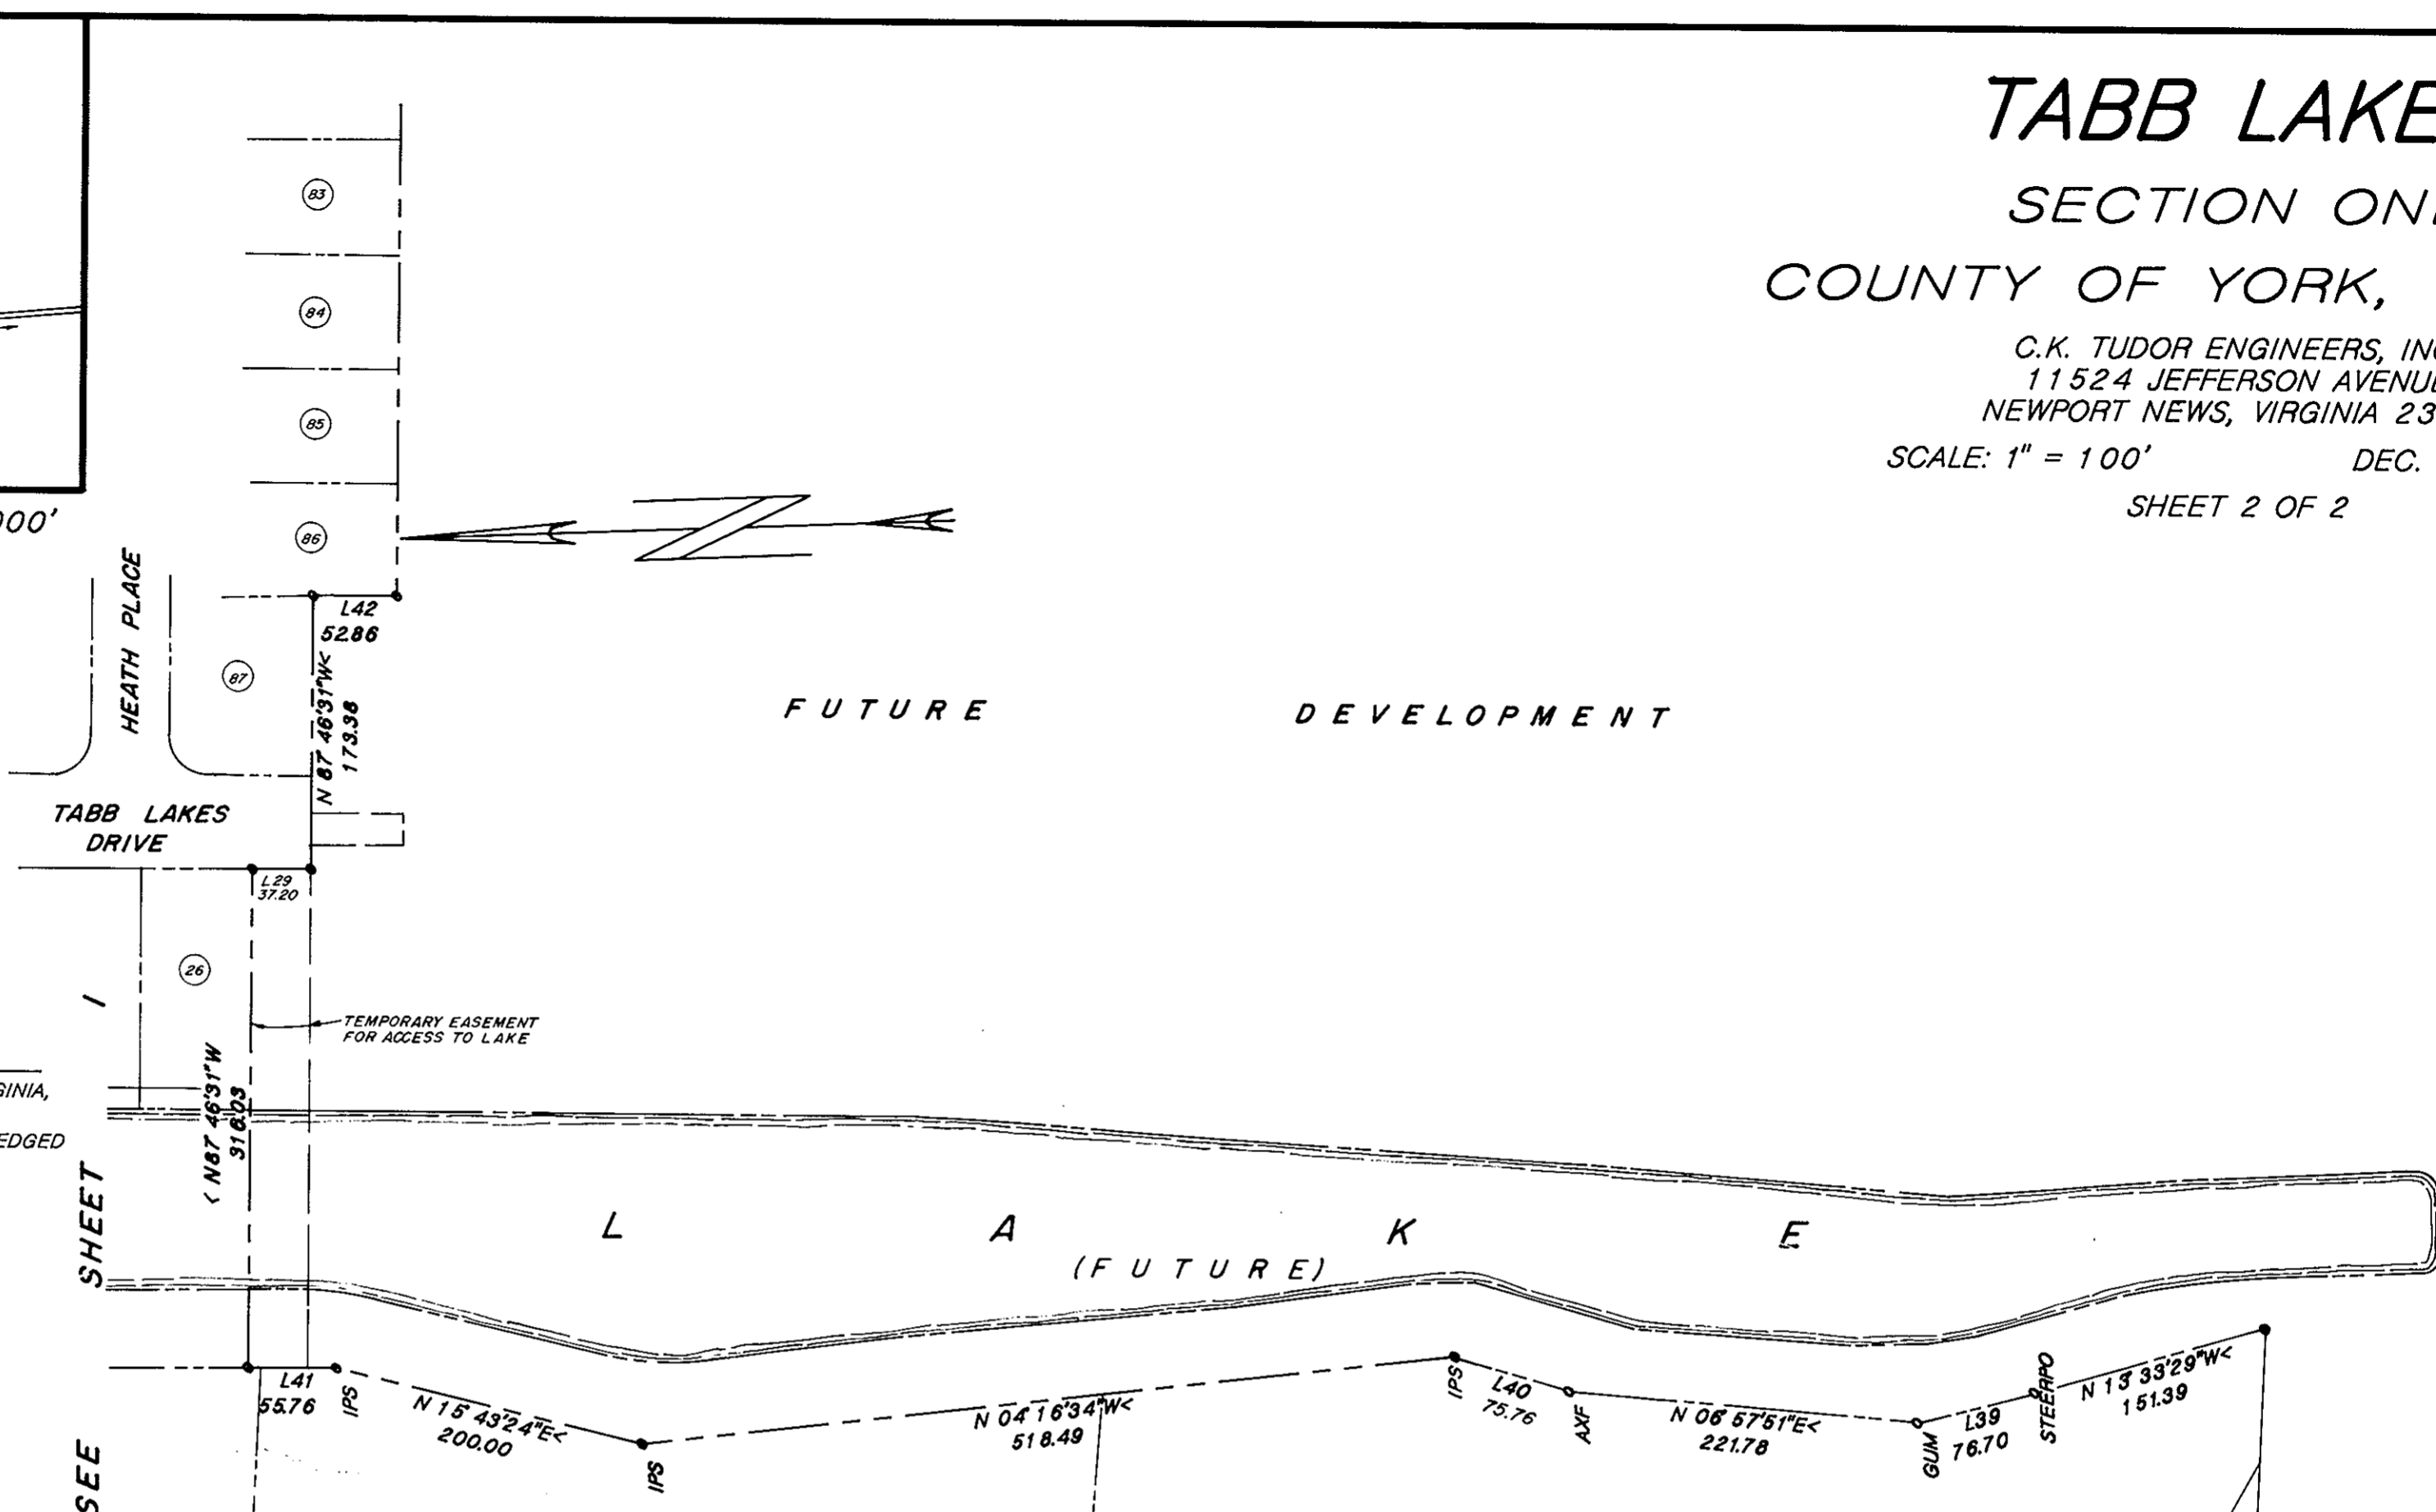 TABB LAKE
SECTION ON
COUNTY OF YORK,
C.K. TUDOR ENGINEERS, IN
11524 JEFFERSON AVENUE
NEWPORT NEWS, VIRGINIA 23
SCALE: 1" = 100' DEC.
SHEET 2 OF 2
000'
83
84
85
86
87
HEATH PLACE
L42
52.86
N 87 46'31"W<
173.38
FUTURE DEVELOPMENT
TABB LAKES
DRIVE
L29
37.20
26
TEMPORARY EASEMENT
FOR ACCESS TO LAKE
< N87 46'31"W
316.03
GINIA,
EDGED
SEE SHEET 1
LAKE
(FUTURE)
L41
55.76
IPS
N 15 43'24"E<
200.00
IPS
N 04 16'34"W<
518.49
IPS
L40
75.76
AXF
N 06 57'51"E<
221.78
GUM
L39
76.70
STEERPO
N 13 33'29"W<
151.39